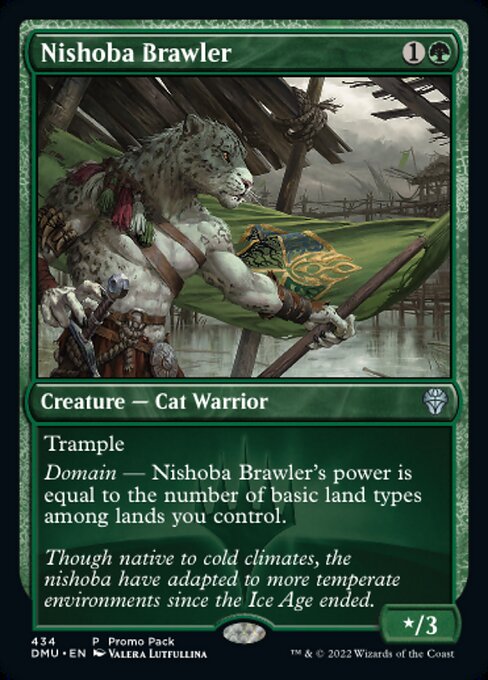 Nishoba Brawler 1
Creature — Cat Warrior
Trample
Domain — Nishoba Brawler's power is
equal to the number of basic land types
among lands you control.
Though native to cold climates, the
nishoba have adapted to more temperate
environments since the Ice Age ended.
*/3
434 P Promo Pack
DMU • EN Valera Lutfullina ™ & © 2022 Wizards of the Coast